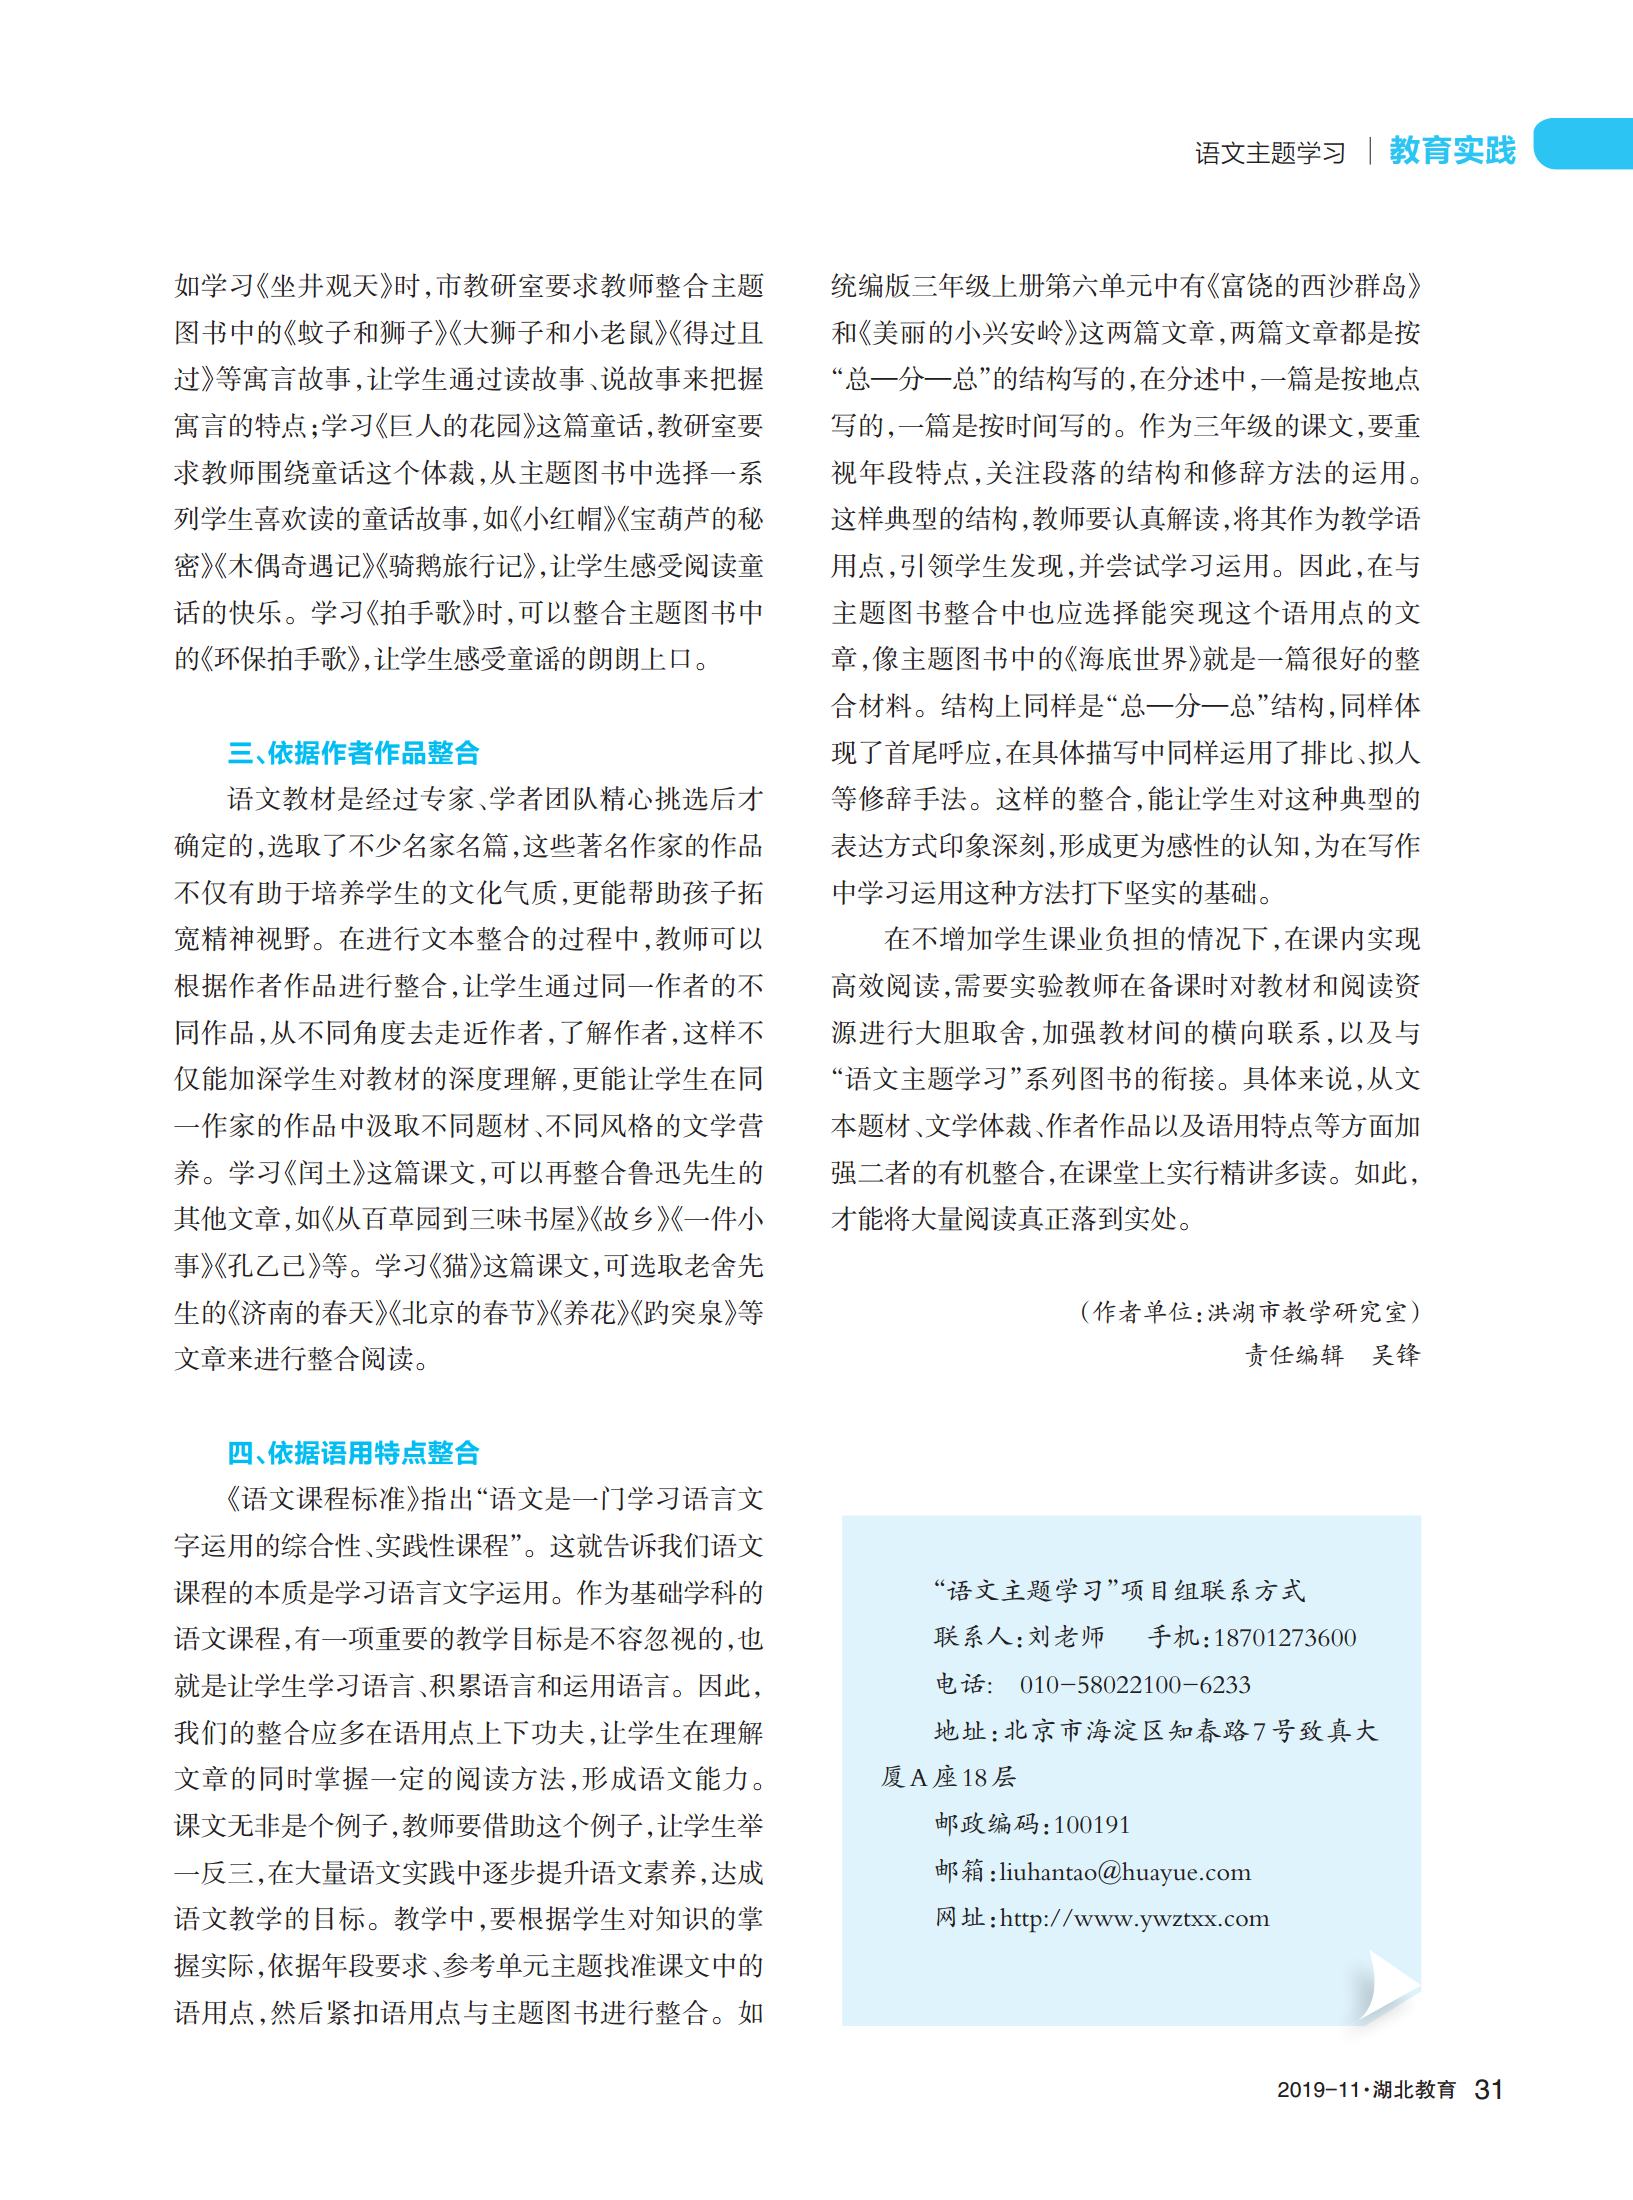 语文主题学习 | 教育实践
如学习《坐井观天》时,市教研室要求教师整合主题
图书中的《蚊子和狮子》《大狮子和小老鼠》《得过且
过》等寓言故事,让学生通过读故事、说故事来把握
寓言的特点;学习《巨人的花园》这篇童话,教研室要
求教师围绕童话这个体裁,从主题图书中选择一系
列学生喜欢读的童话故事,如《小红帽》《宝葫芦的秘
密》《木偶奇遇记》《骑鹅旅行记》,让学生感受阅读童
话的快乐。学习《拍手歌》时,可以整合主题图书中
的《环保拍手歌》,让学生感受童谣的朗朗上口。
三、依据作者作品整合
语文教材是经过专家、学者团队精心挑选后才
确定的,选取了不少名家名篇,这些著名作家的作品
不仅有助于培养学生的文化气质,更能帮助孩子拓
宽精神视野。在进行文本整合的过程中,教师可以
根据作者作品进行整合,让学生通过同一作者的不
同作品,从不同角度去走近作者,了解作者,这样不
仅能加深学生对教材的深度理解,更能让学生在同
一作家的作品中汲取不同题材、不同风格的文学营
养。学习《闰土》这篇课文,可以再整合鲁迅先生的
其他文章,如《从百草园到三味书屋》《故乡》《一件小
事》《孔乙己》等。学习《猫》这篇课文,可选取老舍先
生的《济南的春天》《北京的春节》《养花》《趵突泉》等
文章来进行整合阅读。
四、依据语用特点整合
《语文课程标准》指出“语文是一门学习语言文
字运用的综合性、实践性课程”。这就告诉我们语文
课程的本质是学习语言文字运用。作为基础学科的
语文课程,有一项重要的教学目标是不容忽视的,也
就是让学生学习语言、积累语言和运用语言。因此,
我们的整合应多在语用点上下功夫,让学生在理解
文章的同时掌握一定的阅读方法,形成语文能力。
课文无非是个例子,教师要借助这个例子,让学生举
一反三,在大量语文实践中逐步提升语文素养,达成
语文教学的目标。教学中,要根据学生对知识的掌
握实际,依据年段要求、参考单元主题找准课文中的
语用点,然后紧扣语用点与主题图书进行整合。如
统编版三年级上册第六单元中有《富饶的西沙群岛》
和《美丽的小兴安岭》这两篇文章,两篇文章都是按
“总—分—总”的结构写的,在分述中,一篇是按地点
写的,一篇是按时间写的。作为三年级的课文,要重
视年段特点,关注段落的结构和修辞方法的运用。
这样典型的结构,教师要认真解读,将其作为教学语
用点,引领学生发现,并尝试学习运用。因此,在与
主题图书整合中也应选择能突现这个语用点的文
章,像主题图书中的《海底世界》就是一篇很好的整
合材料。结构上同样是“总—分—总”结构,同样体
现了首尾呼应,在具体描写中同样运用了排比、拟人
等修辞手法。这样的整合,能让学生对这种典型的
表达方式印象深刻,形成更为感性的认知,为在写作
中学习运用这种方法打下坚实的基础。
在不增加学生课业负担的情况下,在课内实现
高效阅读,需要实验教师在备课时对教材和阅读资
源进行大胆取舍,加强教材间的横向联系,以及与
“语文主题学习”系列图书的衔接。具体来说,从文
本题材、文学体裁、作者作品以及语用特点等方面加
强二者的有机整合,在课堂上实行精讲多读。如此,
才能将大量阅读真正落到实处。
(作者单位:洪湖市教学研究室)
责任编辑 吴锋
“语文主题学习”项目组联系方式
联系人:刘老师 手机:18701273600
电话: 010-58022100-6233
地址:北京市海淀区知春路7号致真大
厦A座18层
邮政编码:100191
邮箱:liuhantao@huayue.com
网址:http://www.ywztxx.com
2019-11·湖北教育 31